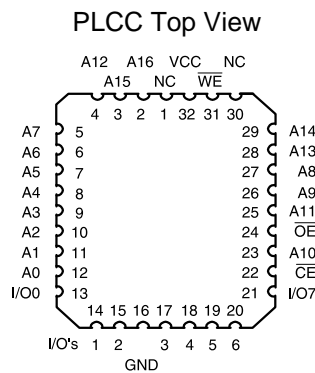 PLCC Top View
A12 A16 VCC NC
A15 NC W̅E̅
4 3 2 1 32 31 30
A7 5 29 A14
A6 6 28 A13
A5 7 27 A8
A4 8 26 A9
A3 9 25 A11
A2 10 24 O̅E̅
A1 11 23 A10
A0 12 22 C̅E̅
I/O0 13 21 I/O7
14 15 16 17 18 19 20
I/O's 1 2 3 4 5 6
GND